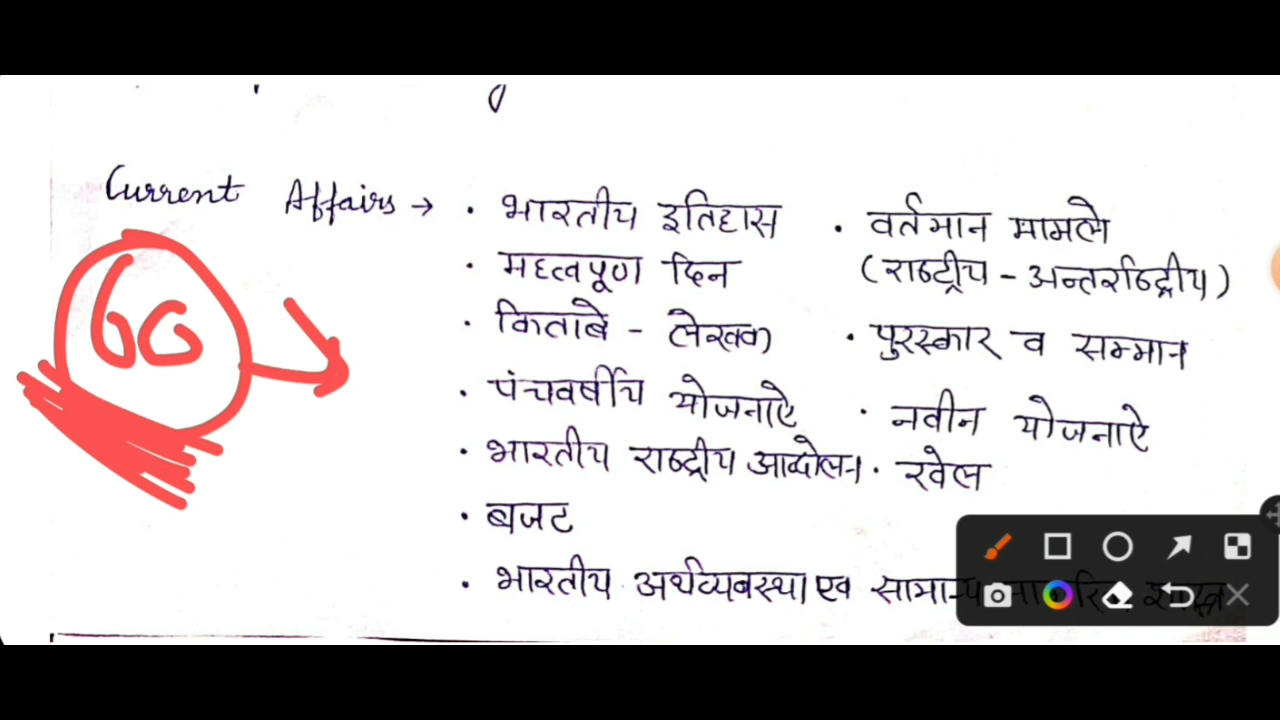 Current Affairs → • भारतीय इतिहास • वर्तमान मामले
• महत्वपूण दिन (राष्ट्रीय - अन्तर्राष्ट्रीय)
60
• किताबे - लेखक • पुरस्कार व सम्मान
• पंचवर्षीय योजनाऐ • नवीन योजनाऐ
• भारतीय राष्ट्रीय आन्दोलन • खेल
• बजट
• भारतीय अर्थव्यवस्था एव सामान्य